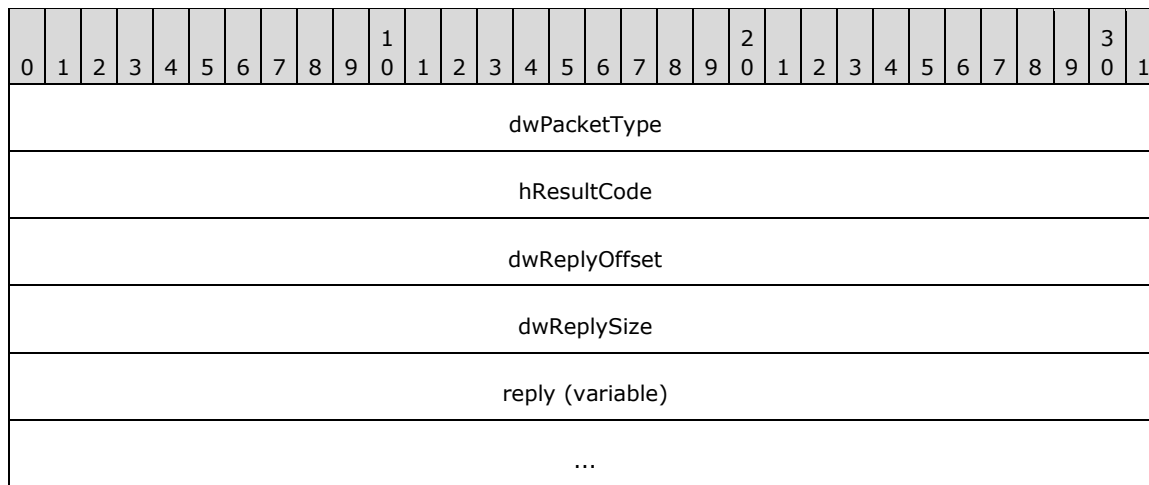 1 2 3
0 1 2 3 4 5 6 7 8 9 0 1 2 3 4 5 6 7 8 9 0 1 2 3 4 5 6 7 8 9 0 1
dwPacketType
hResultCode
dwReplyOffset
dwReplySize
reply (variable)
...